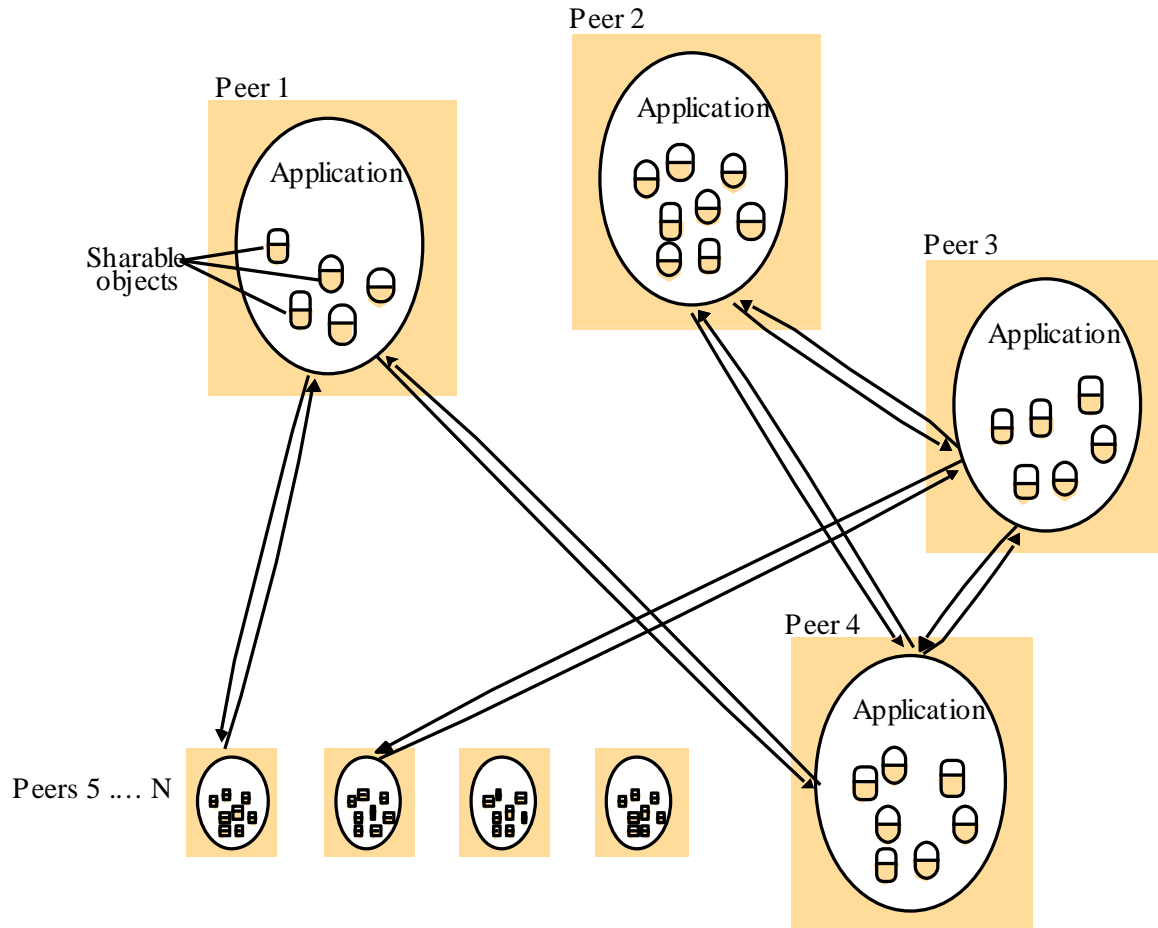 Peer 2
Peer 1
Application
Application
Sharable
objects
Peer 3
Application
Peer 4
Application
Peers 5 .... N